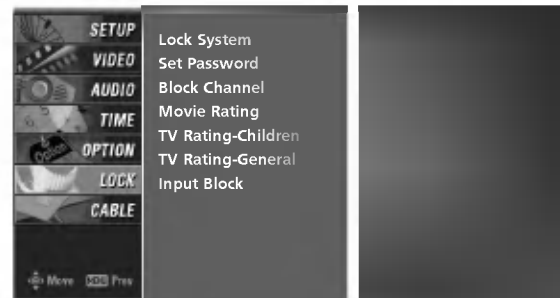 SETUP
VIDEO
AUDIO
TIME
OPTION
LOCK
CABLE
Move MENU Prev
Lock System
Set Password
Block Channel
Movie Rating
TV Rating-Children
TV Rating-General
Input Block